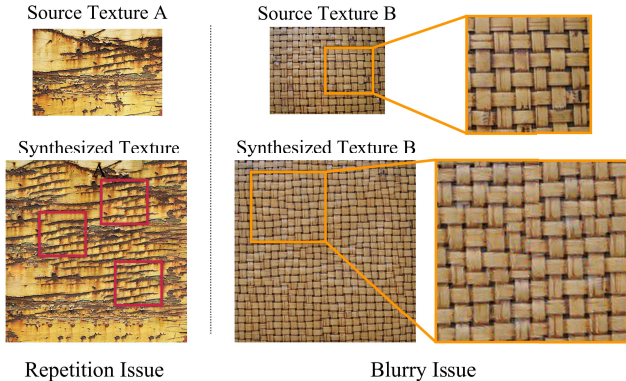 Source Texture A
Source Texture B
Synthesized Texture
A
Synthesized Texture B
Repetition Issue
Blurry Issue